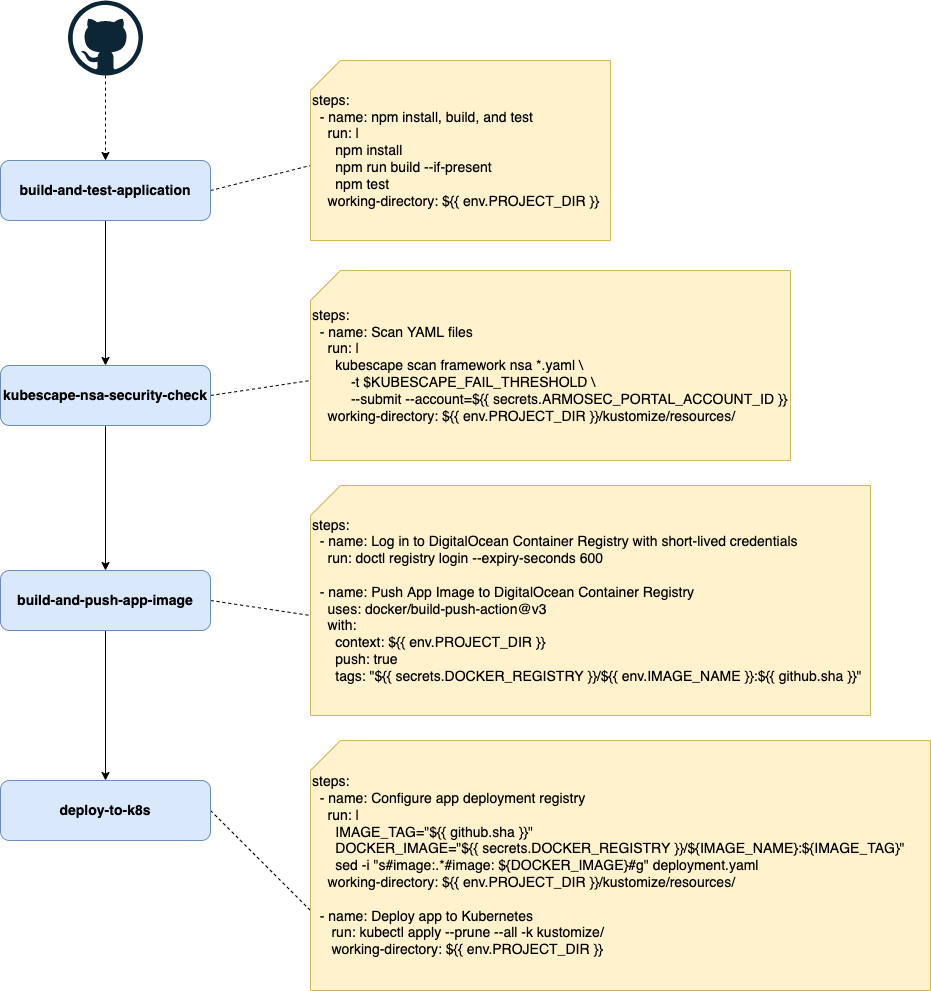 steps:
- name: npm install, build, and test
run: |
npm install
npm run build --if-present
npm test
working-directory: ${{ env.PROJECT_DIR }}
build-and-test-application
steps:
- name: Scan YAML files
run: |
kubescape scan framework nsa *.yaml \
-t $KUBESCAPE_FAIL_THRESHOLD \
--submit --account=${{ secrets.ARMOSEC_PORTAL_ACCOUNT_ID }}
working-directory: ${{ env.PROJECT_DIR }}/kustomize/resources/
kubescape-nsa-security-check
steps:
- name: Log in to DigitalOcean Container Registry with short-lived credentials
run: doctl registry login --expiry-seconds 600
- name: Push App Image to DigitalOcean Container Registry
uses: docker/build-push-action@v3
with:
context: ${{ env.PROJECT_DIR }}
push: true
tags: "${{ secrets.DOCKER_REGISTRY }}/${{ env.IMAGE_NAME }}:${{ github.sha }}"
build-and-push-app-image
steps:
- name: Configure app deployment registry
run: |
IMAGE_TAG="${{ github.sha }}"
DOCKER_IMAGE="${{ secrets.DOCKER_REGISTRY }}/${IMAGE_NAME}:${IMAGE_TAG}"
sed -i "s#image:.*#image: ${DOCKER_IMAGE}#g" deployment.yaml
working-directory: ${{ env.PROJECT_DIR }}/kustomize/resources/
- name: Deploy app to Kubernetes
run: kubectl apply --prune --all -k kustomize/
working-directory: ${{ env.PROJECT_DIR }}
deploy-to-k8s